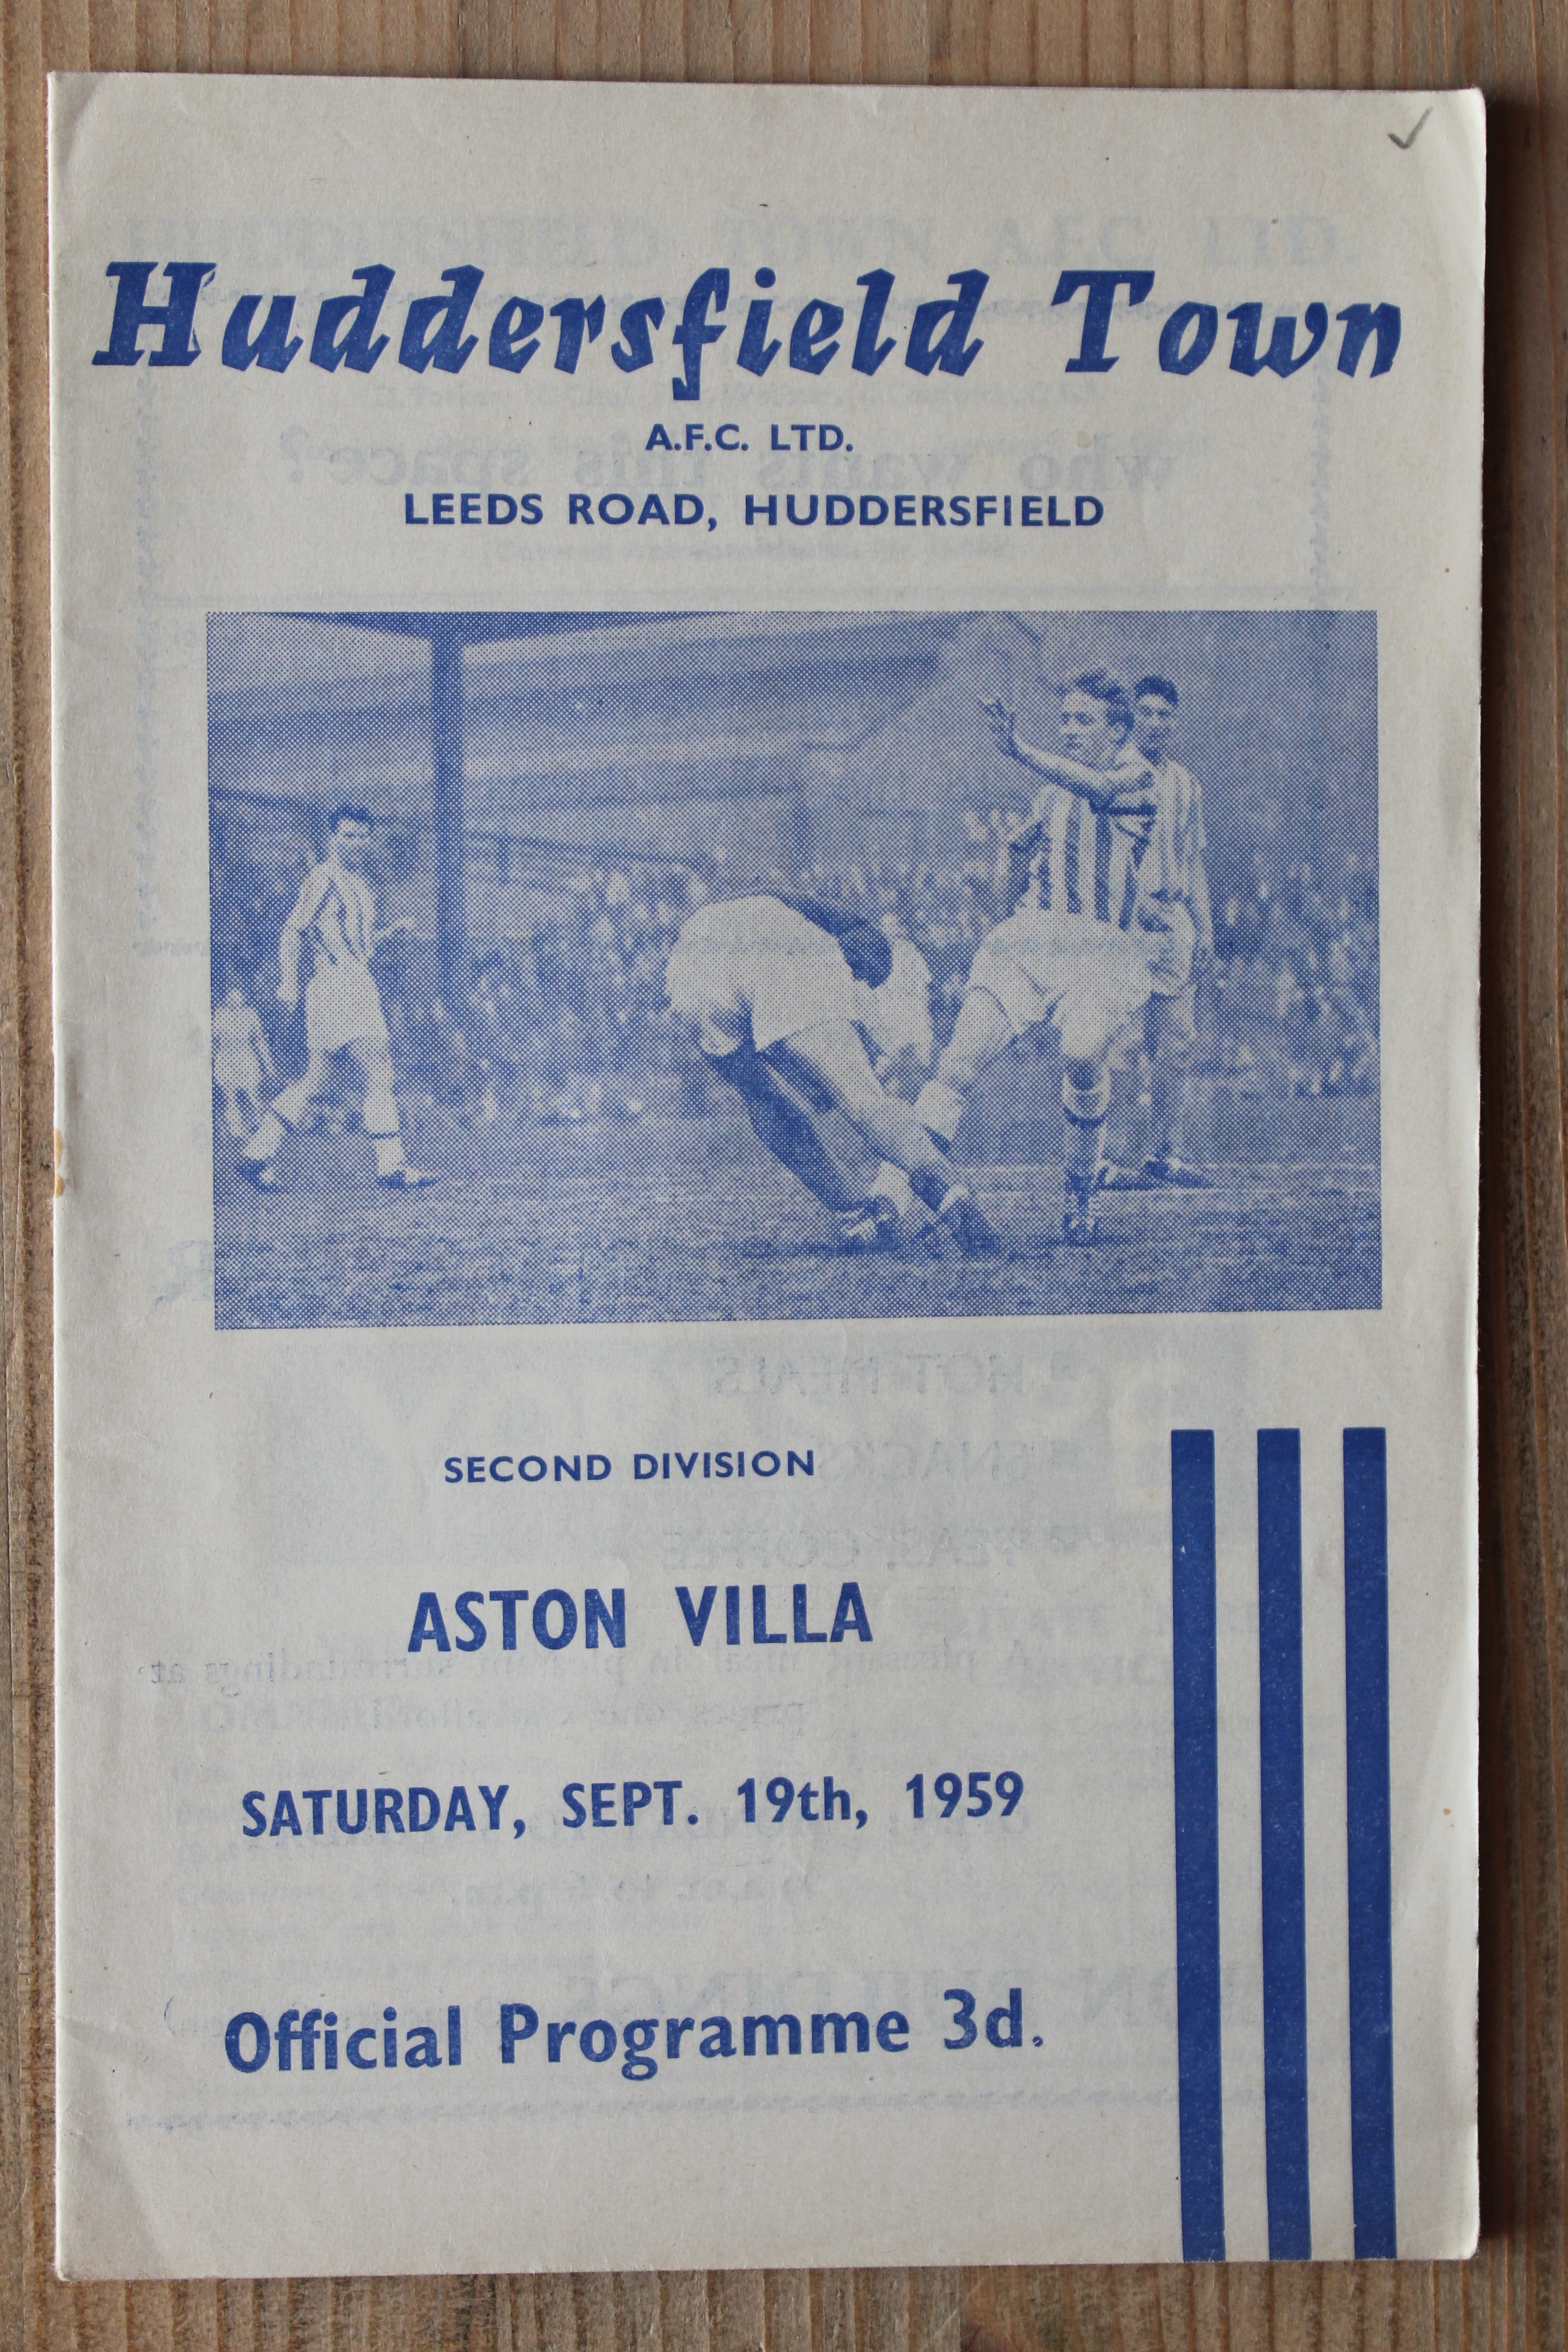 Huddersfield Town
A.F.C. LTD.
LEEDS ROAD, HUDDERSFIELD
SECOND DIVISION
ASTON VILLA
SATURDAY, SEPT. 19th, 1959
Official Programme 3d.